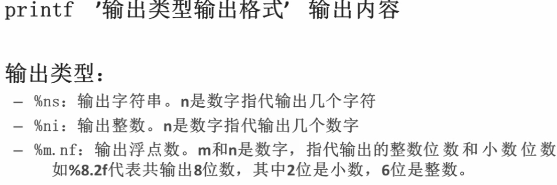 printf ’输出类型输出格式’ 输出内容
输出类型：
– %ns：输出字符串。n是数字指代输出几个字符
– %ni：输出整数。n是数字指代输出几个数字
– %m.nf：输出浮点数。m和n是数字，指代输出的整数位数和小数位数
如%8.2f代表共输出8位数，其中2位是小数，6位是整数。